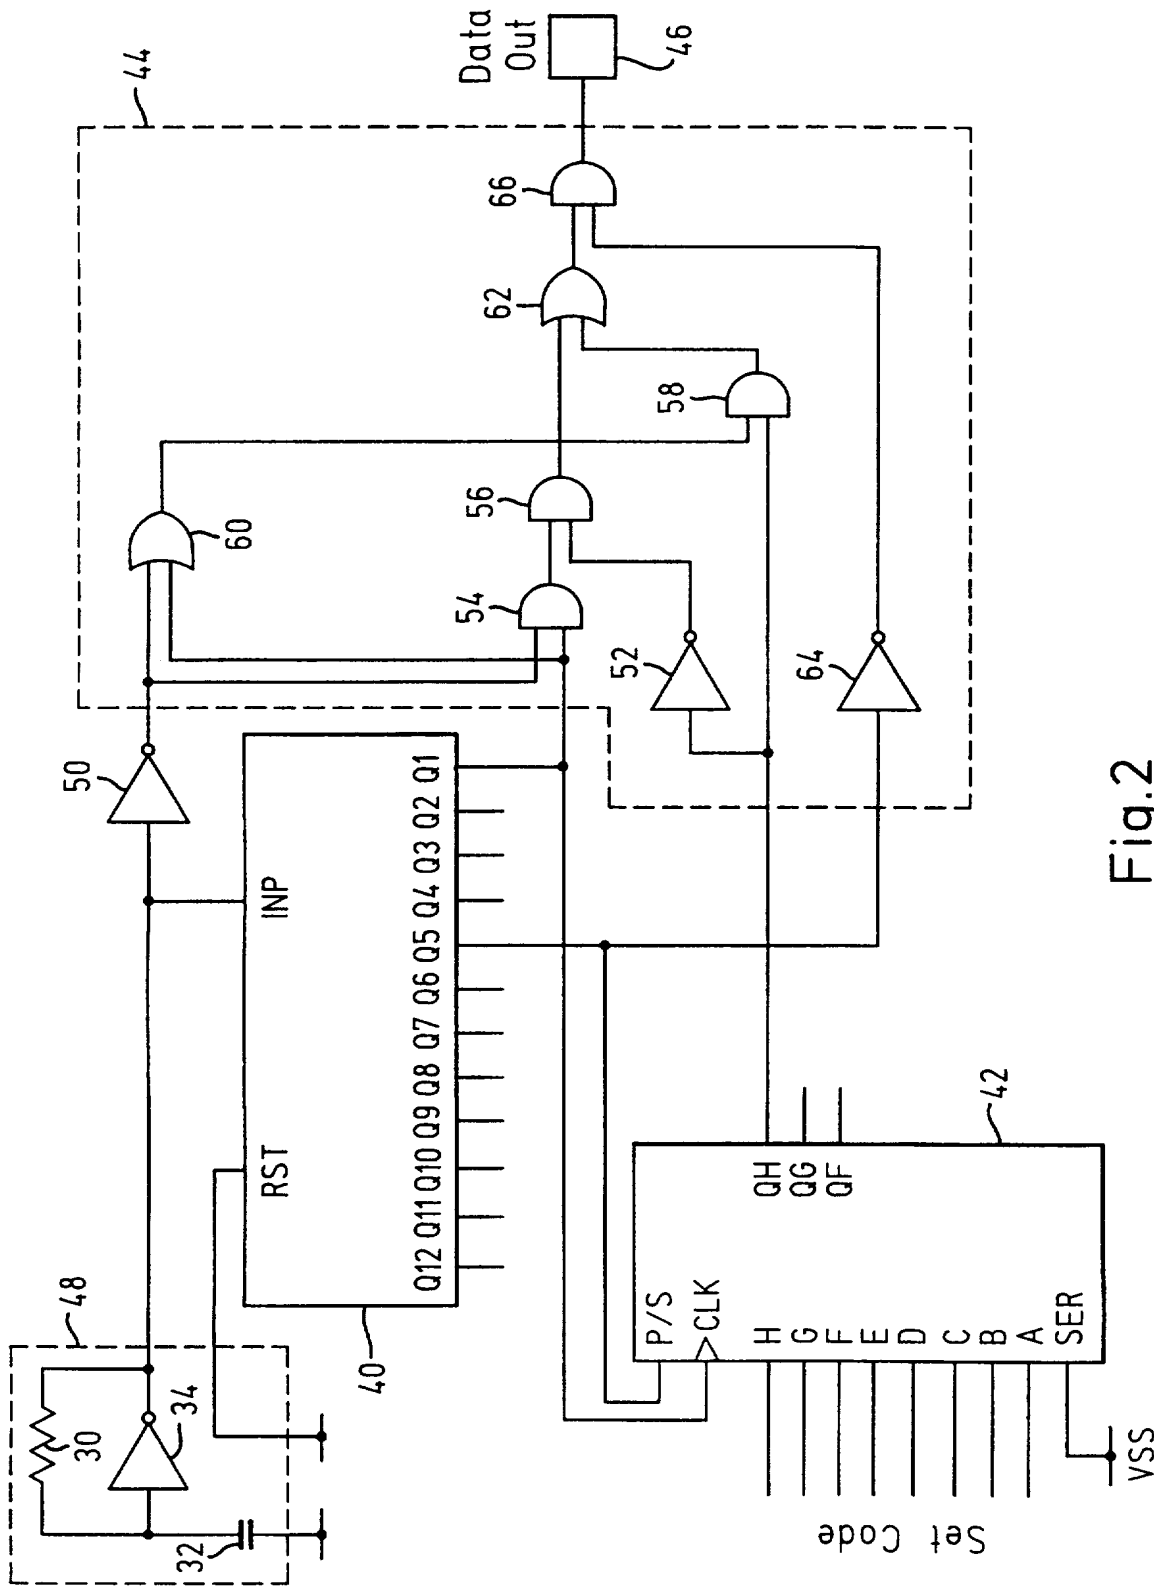 48
30
34
32
50
44
60
54
56
52
58
62
64
66
Data
Out
46
40
RST
INP
Q12 Q11 Q10 Q9 Q8 Q7 Q6 Q5 Q4 Q3 Q2 Q1
42
P/S
CLK
H
G
F
E
D
C
B
A
SER
QH
QG
QF
Set Code
VSS
Fig.2